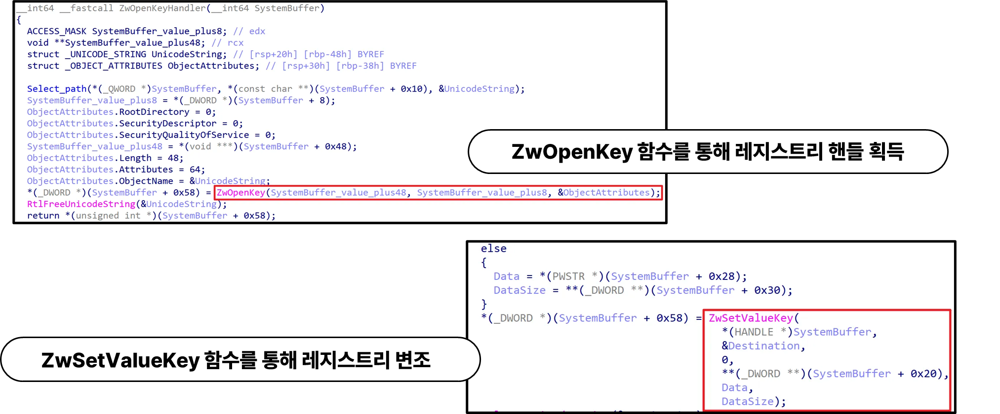 __int64 __fastcall ZwOpenKeyHandler(__int64 SystemBuffer)
{
ACCESS_MASK SystemBuffer_value_plus8; // edx
void **SystemBuffer_value_plus48; // rcx
struct _UNICODE_STRING UnicodeString; // [rsp+20h] [rbp-48h] BYREF
struct _OBJECT_ATTRIBUTES ObjectAttributes; // [rsp+30h] [rbp-38h] BYREF
Select_path(*(_QWORD *)SystemBuffer, *(const char **)(SystemBuffer + 0x10), &UnicodeString);
SystemBuffer_value_plus8 = *(_DWORD *)(SystemBuffer + 8);
ObjectAttributes.RootDirectory = 0;
ObjectAttributes.SecurityDescriptor = 0;
ObjectAttributes.SecurityQualityOfService = 0;
SystemBuffer_value_plus48 = *(void ***)(SystemBuffer + 0x48);
ObjectAttributes.Length = 48;
ObjectAttributes.Attributes = 64;
ObjectAttributes.ObjectName = &UnicodeString;
*(_DWORD *)(SystemBuffer + 0x58) = ZwOpenKey(SystemBuffer_value_plus48, SystemBuffer_value_plus8, &ObjectAttributes);
RtlFreeUnicodeString(&UnicodeString);
return *(unsigned int *)(SystemBuffer + 0x58);
ZwOpenKey 함수를 통해 레지스트리 핸들 획득
else
{
Data = *(PWSTR *)(SystemBuffer + 0x28);
DataSize = **(_DWORD **)(SystemBuffer + 0x30);
}
*(_DWORD *)(SystemBuffer + 0x58) = ZwSetValueKey(
*(HANDLE *)SystemBuffer,
&Destination,
0,
**(_DWORD **)(SystemBuffer + 0x20),
Data,
DataSize);
ZwSetValueKey 함수를 통해 레지스트리 변조